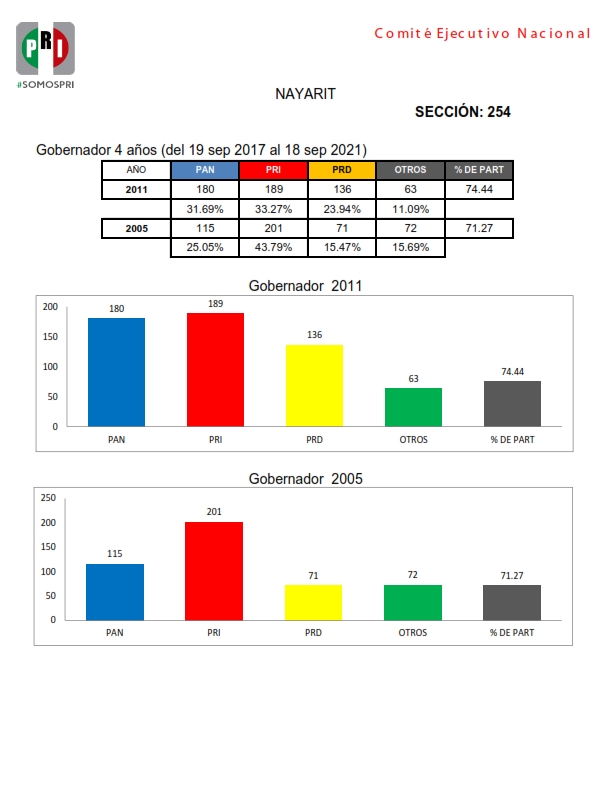 PRI
#SOMOSPRI
Comité Ejecutivo Nacional
NAYARIT
SECCIÓN: 254
Gobernador 4 años (del 19 sep 2017 al 18 sep 2021)
AÑO PAN PRI PRD OTROS % DE PART
2011 180 189 136 63 74.44
31.69% 33.27% 23.94% 11.09%
2005 115 201 71 72 71.27
25.05% 43.79% 15.47% 15.69%
Gobernador 2011
200
150
100
50
0
180 189 136 63 74.44
PAN PRI PRD OTROS % DE PART
Gobernador 2005
250
200
150
100
50
0
115 201 71 72 71.27
PAN PRI PRD OTROS % DE PART